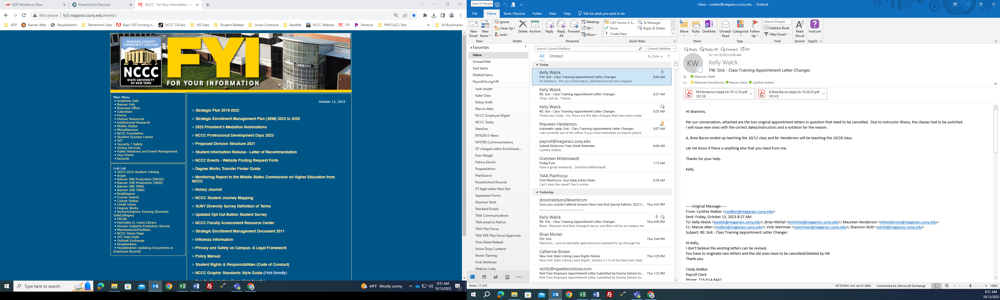 ADP Workforce Now
PowerSchool Records
NCCC - For Your Information - H
Not secure
fyi2.niagaracc.suny.edu/newfyi/
ADP
Banner Web
PeopleAdmin
Retirement Sites
Basic PDF printing t...
NCCC TikToks
IRS Sites
Student Related
Union Contracts
Benefits
NCCC Website
FYI
Pandora
PHPCALCJ-Test
»
All Bookmarks
NIAGARA COUNTY
COMMUNITY COLLEGE
NCCC
STATE UNIVERSITY
OF NEW YORK
FYI
FOR YOUR INFORMATION
LEARNING COMMONS
Main Menu
• Academic Info
• Banner Info
• Business Office
• Calendars
• Forms
• Human Resources
• Institutional Research
• Middle States
• Miscellaneous
• NCCC Foundation
• Student Success Center
• OIT
• Security / Safety
• Dining Services
• Public Relations and Event Management
• Org Charts
• Records
Link List
• 2023-2024 Student Catalog
• Argos
• Banner INB Production (PROD)
• Banner SSB Production (WEB)
• Banner INB TRNG
• Banner SSB TRNG
• Brightspace
• Course Search
• Course Status
• Credit Union
• Degree Works
• VectorSolutions Training (formerly
SafeColleges)
• FRCAE
• Henrietta G. Lewis Library
• Human Subjects Protection Review
• Maintenance/Facilities
• NCCC Home Page
• OIT Help Desk
• Outlook Exchange
• PeopleAdmin
• PeopleAdmin-Updating Documents in
Employee Records
October 13, 2023
> Strategic Plan 2019-2022
> Strategic Enrollment Management Plan (SEM) 2022 to 2025
> 2023 President's Medallion Nominations
> NCCC Professional Development Days 2023
> Proposed Division Structure 2021
> Student Information Release - Letter of Recommendation
> NCCC Events - Website Posting Request Form
> Degree Works Transfer Finder Guide
> Monitoring Report to the Middle States Commission on Higher Education from
NCCC
> Notary Journal
> NCCC Student Journey Mapping
> SUNY Diversity Survey Definition of Terms
> Updated Opt Out Button Student Survey
> NCCC Faculty Assessment Resource Center
> Strategic Enrollment Management Document 2011
> Influenza Information
> Privacy and Safety on Campus: A Legal Framework
> Policy Manual
> Student Rights & Responsibilities (Code of Conduct)
> NCCC Graphic Standards Style Guide (Print-friendly)
> Faculty Nomination Form (Print-friendly)
Type here to search
44°F Mostly sunny
8:51 AM
10/13/2023
Search People
Inbox - cwalker@niagaracc.suny.edu - Outlook
File
Home
Send / Receive
Folder
View
Help
Tell me what you want to do
New
Email
New
Items
New
Ignore
Clean Up
Junk
Delete
Archive
Delete
Reply
Reply
All
Forward
Meeting
IM
More
Respond
CAF Forms-S. K...
Done
Create New
To Manager
Reply & Delete
Quick Steps
Move
Rules
OneNote
Move
Unread/
Read
Categorize
Follow
Up
Tags
Search People
Address Book
Filter Email
Find
Read
Aloud
Speech
Insecure
GpgOL
Favorites
Inbox
Unread Mail
Sent Items
Deleted Items
Payroll/Acctg/HR
Julie Snyder
Katie Class
Kelsey Kraft
Marcie Allen
NCCC Employee Digest
NCCC Today
NextGen
NYSLRS E-News
NYSTRS Communications
OT charged within Enrollment...
Pam Weigel
Patrice Elnicki
PeopleAdmin
PlanSource
PowerSchool Records
PT Appt Letter Next Gen
Separation Forms
Shannon Stott
Standard Emails
TIAA Communications
TIAA email to Patrice
TIAA Plan Focus
TIAA RPE Plan Focus Approvals
Time Sheet Related
Union Dues Contacts
Vector Training
Vicki Wertman
Webinar Links
Search Current Mailbox
Current Mailbox
All
Unread
By Date
Today
Kelly Walck
FW: Sick - Class Training Appointment Letter Changes
8:49 AM
Hi Shannon, Per our conversation, attached are the two original
Kelly Walck
RE: Sick - Class Training Appointment Letter Changes
8:27 AM
Okay, will do. Thanks.
Kelly Walck
RE: Sick - Class Training Appointment Letter Changes
8:25 AM
Thank you Cindy. Yes, those are the date changes that have been made
Maureen Henderson
Automatic reply: Sick - Class Training Appointment Letter Changes
8:07 AM
I am currently out of the office. If you need immediate assistance please
payroll@niagaracc.suny.edu
Submit Electronic Time Sheet Reminder
8:06 AM
Cynthia Walker,
Gretchen Mittelstaedt
Friday Fun!
7:13 AM
Have a great weekend! Gretchen Mittelstaedt
TIAA PlanFocus
TIAA PlanFocus: Your Daily Action Items
6:39 AM
Can't view this email? See it online
Yesterday
donotreplyon24eventcom
Sorry you couldn't attend Answers Now Year End Special Edition: 2023 Y...
Thu 4:52 PM
Kelly Walck
RE: Sick - Class Training Appointment Letter Changes
Thu 4:00 PM
Brian, Maureen and Bree changed classes and Bree will be on campus for
Brian Michel
FW: Sick
Thu 3:44 PM
Maureen, I just accidentally approved your payment to go through for
Catherine Brown
New York State Voting Leave Rights Notice
Thu 3:39 PM
New York State Voting Leave Rights Section 3-110 of the New York State
notify@ngwebsolutions.com
Part-Time Employee Appointment Letter Submitted by Donna Simiele fo...
Thu 1:33 PM
Part-Time Employee Appointment Letter submitted by Donna Simiele for
Reply
Reply All
Forward
IM
KW
Fri 10/13/2023 8:49 AM
Kelly Walck
FW: Sick - Class Training Appointment Letter Changes
To Shannon Stott
Cc Maureen Henderson; Marcie Allen; Cynthia Walker
M.Henderson.Appt.Ltr.10.12.23.pdf
302 KB
A.Bree.Bacon.Appt.Ltr.10.26.23.pdf
305 KB
Hi Shannon,
Per our conversation, attached are the two original appointment letters in question that need to be cancelled. Due to instructor illness, the classes had to be switched.
I will issue new ones with the correct dates/instructors and a notation for the reason.
A. Bree Bacon ended up teaching the 10/12 class and M. Henderson will be teaching the 10/26 class.
Let me know if there is anything else that you need from me.
Thanks for your help.
Kelly
-----Original Message-----
From: Cynthia Walker <cwalker@niagaracc.suny.edu>
Sent: Friday, October 13, 2023 8:27 AM
To: Kelly Walck <kwalck@niagaracc.suny.edu>; Brian Michel <brmichel@niagaracc.suny.edu>; Maureen Henderson <mhenderson@niagaracc.suny.edu>
Cc: Marcie Allen <mallen@niagaracc.suny.edu>; Vicki Wertman <vwertman@niagaracc.suny.edu>; Shannon Stott <sstott@niagaracc.suny.edu>
Subject: RE: Sick - Class Training Appointment Letter Changes
Hi Kelly,
I don't believe the existing letters can be revised.
You have to originate new letters and the old ones have to be cancelled/deleted by HR.
Thank you.
Cindy Walker
Payroll Clerk
Phone: 716-614-6442
Items: 17,242
All folders are up to date.
Connected to: Microsoft Exchange
100%
8:51 AM
10/13/2023